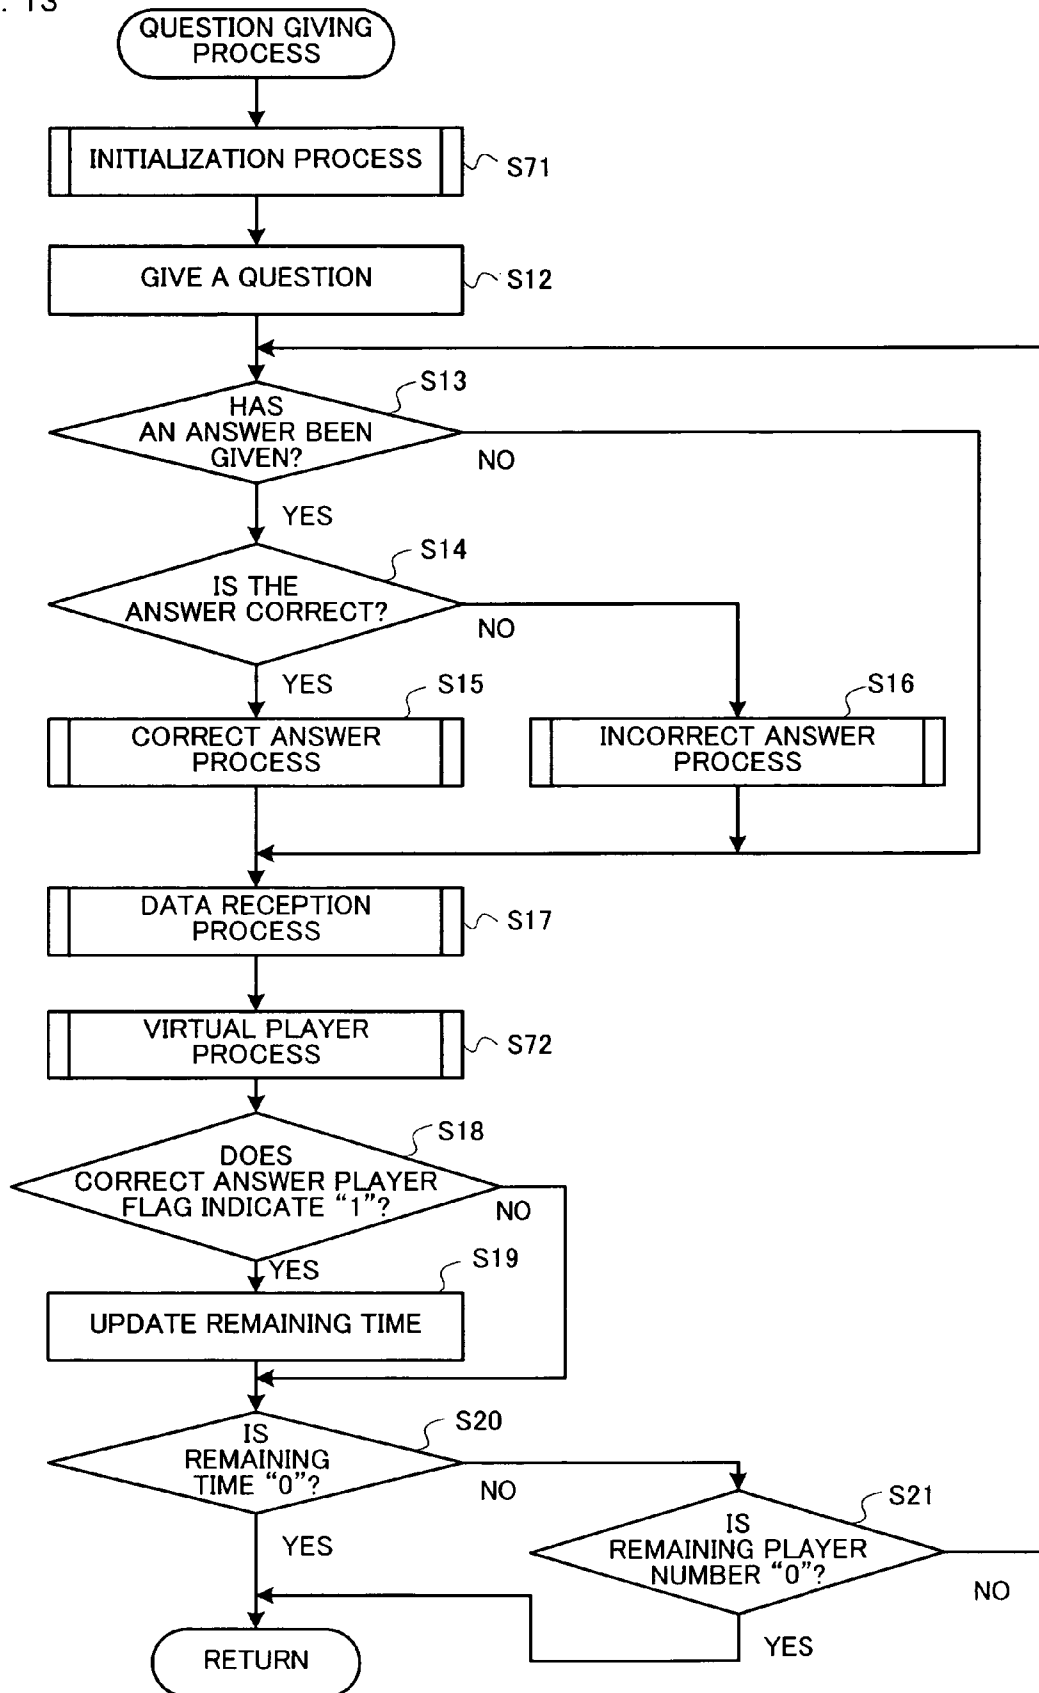 . 13
QUESTION GIVING
PROCESS
INITIALIZATION PROCESS
S71
GIVE A QUESTION
S12
S13
HAS
AN ANSWER BEEN
GIVEN?
NO
YES
S14
IS THE
ANSWER CORRECT?
NO
YES
S15
CORRECT ANSWER
PROCESS
S16
INCORRECT ANSWER
PROCESS
DATA RECEPTION
PROCESS
S17
VIRTUAL PLAYER
PROCESS
S72
S18
DOES
CORRECT ANSWER PLAYER
FLAG INDICATE “1”?
NO
YES
S19
UPDATE REMAINING TIME
S20
IS
REMAINING
TIME “0”?
NO
YES
S21
IS
REMAINING PLAYER
NUMBER “0”?
NO
YES
RETURN